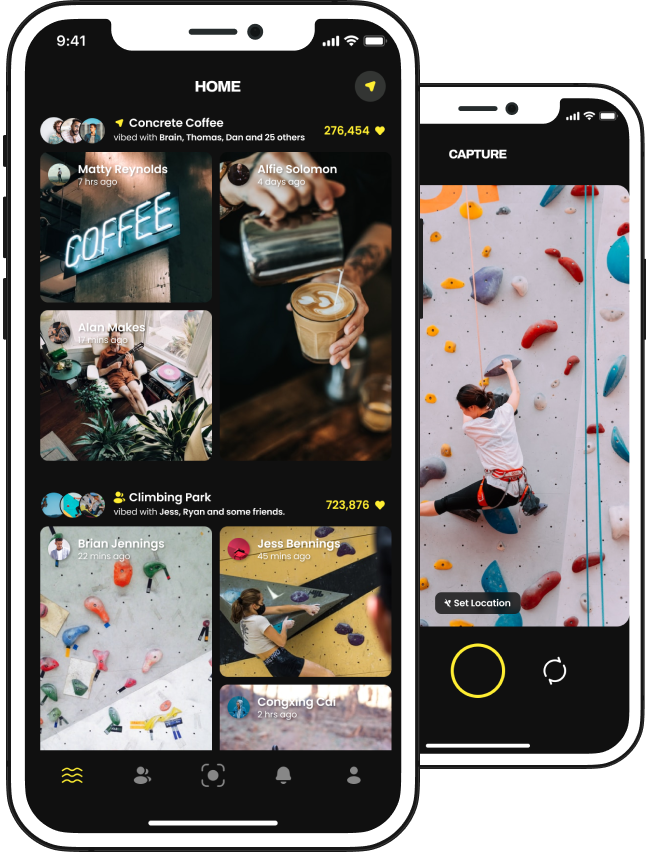 9:41
HOME
Concrete Coffee
vibed with Brain, Thomas, Dan and 25 others
276,454
Matty Reynolds
7 hrs ago
COFFEE
Alfie Solomon
4 days ago
Alan Makes
17 mins ago
Climbing Park
vibed with Jess, Ryan and some friends.
723,876
Brian Jennings
22 mins ago
Jess Bennings
45 mins ago
Congxing Cai
2 hrs ago
CAPTURE
Set Location